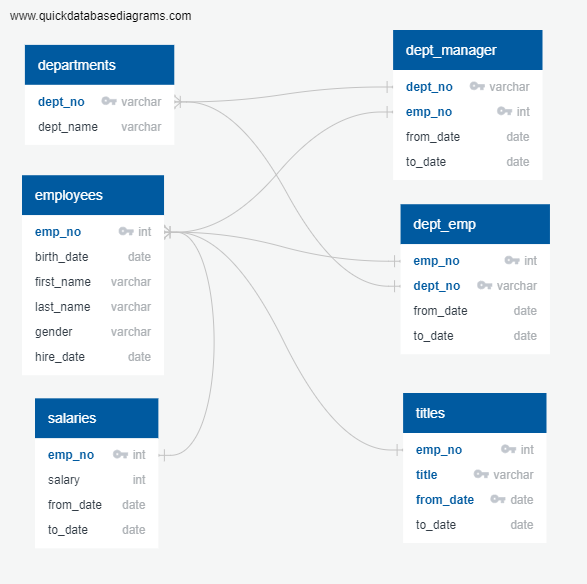 www.quickdatabasediagrams.com
departments
dept_no varchar
dept_name varchar
employees
emp_no int
birth_date date
first_name varchar
last_name varchar
gender varchar
hire_date date
salaries
emp_no int
salary int
from_date date
to_date date
dept_manager
dept_no varchar
emp_no int
from_date date
to_date date
dept_emp
emp_no int
dept_no varchar
from_date date
to_date date
titles
emp_no int
title varchar
from_date date
to_date date